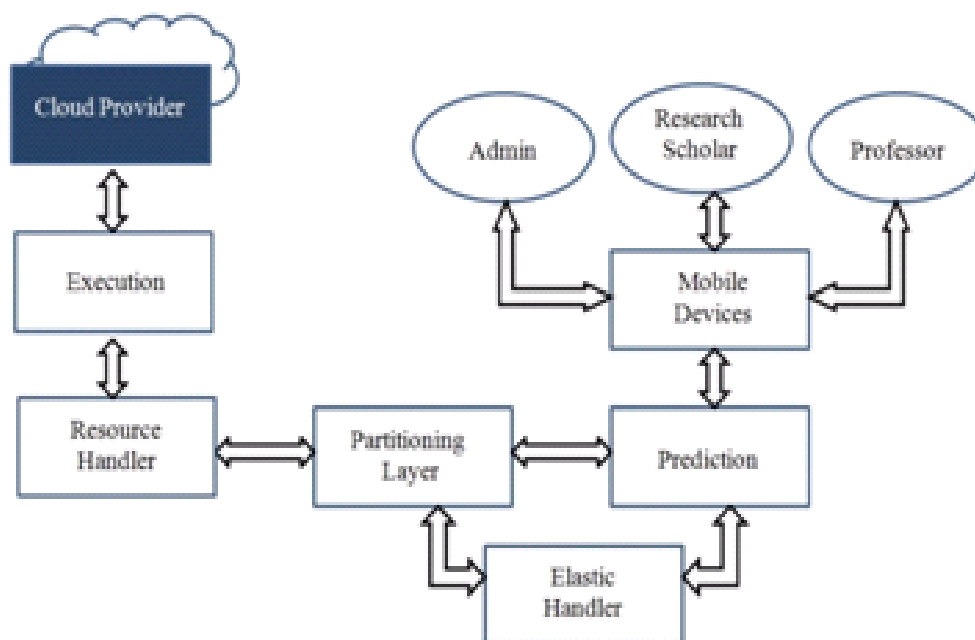 Cloud Provider
Admin
Research
Scholar
Professor
Execution
Mobile
Devices
Resource
Handler
Partitioning
Layer
Prediction
Elastic
Handler